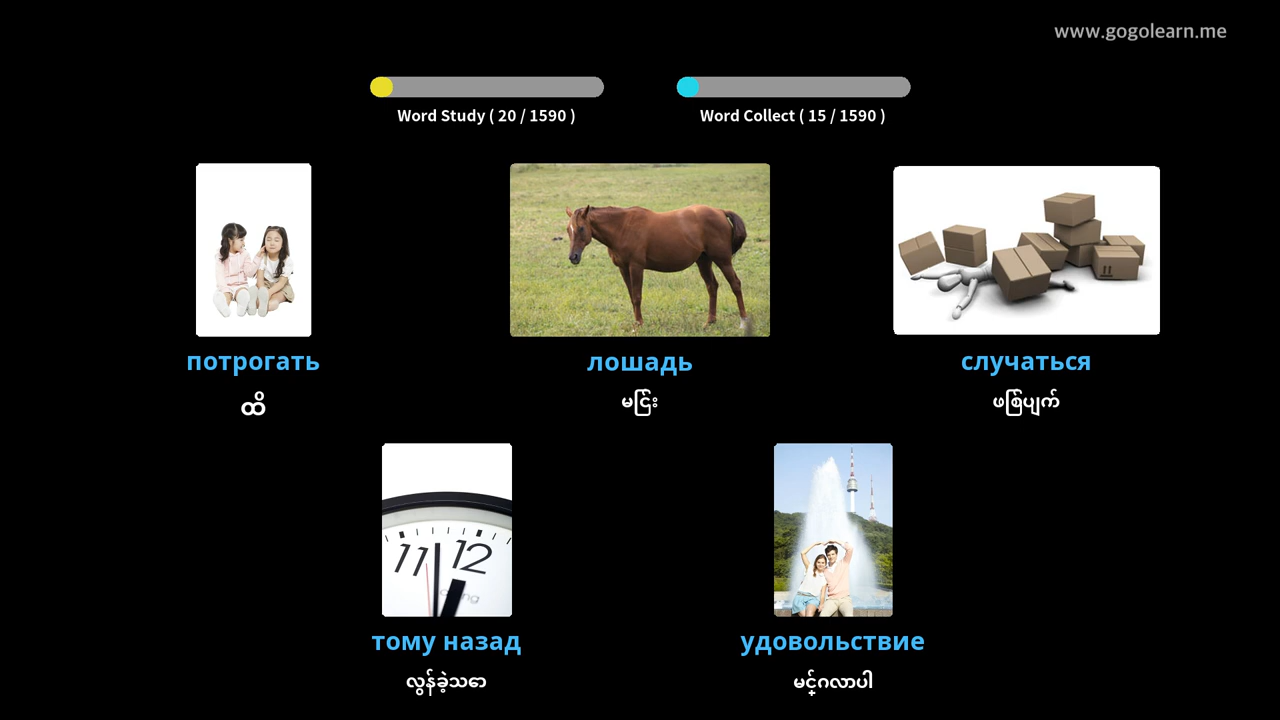 www.gogolearn.me
Word Study ( 20 / 1590 )
Word Collect ( 15 / 1590 )
потрогать
ထိ
лошадь
မြင်း
случаться
ဖြစ်ပျက်
тому назад
လွန်ခဲ့သော
удовольствие
မင်္ဂလာပါ